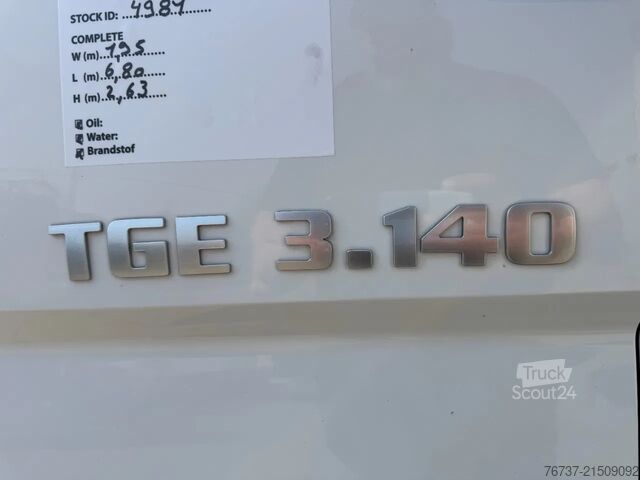 STOCK ID: ....4984.....
COMPLETE
W (m)...1,95......
L (m)...6,80......
H (m)...2,63......
Oil:
Water:
Brandstof
TGE 3.140
Truck
Scout24
76737-21509092